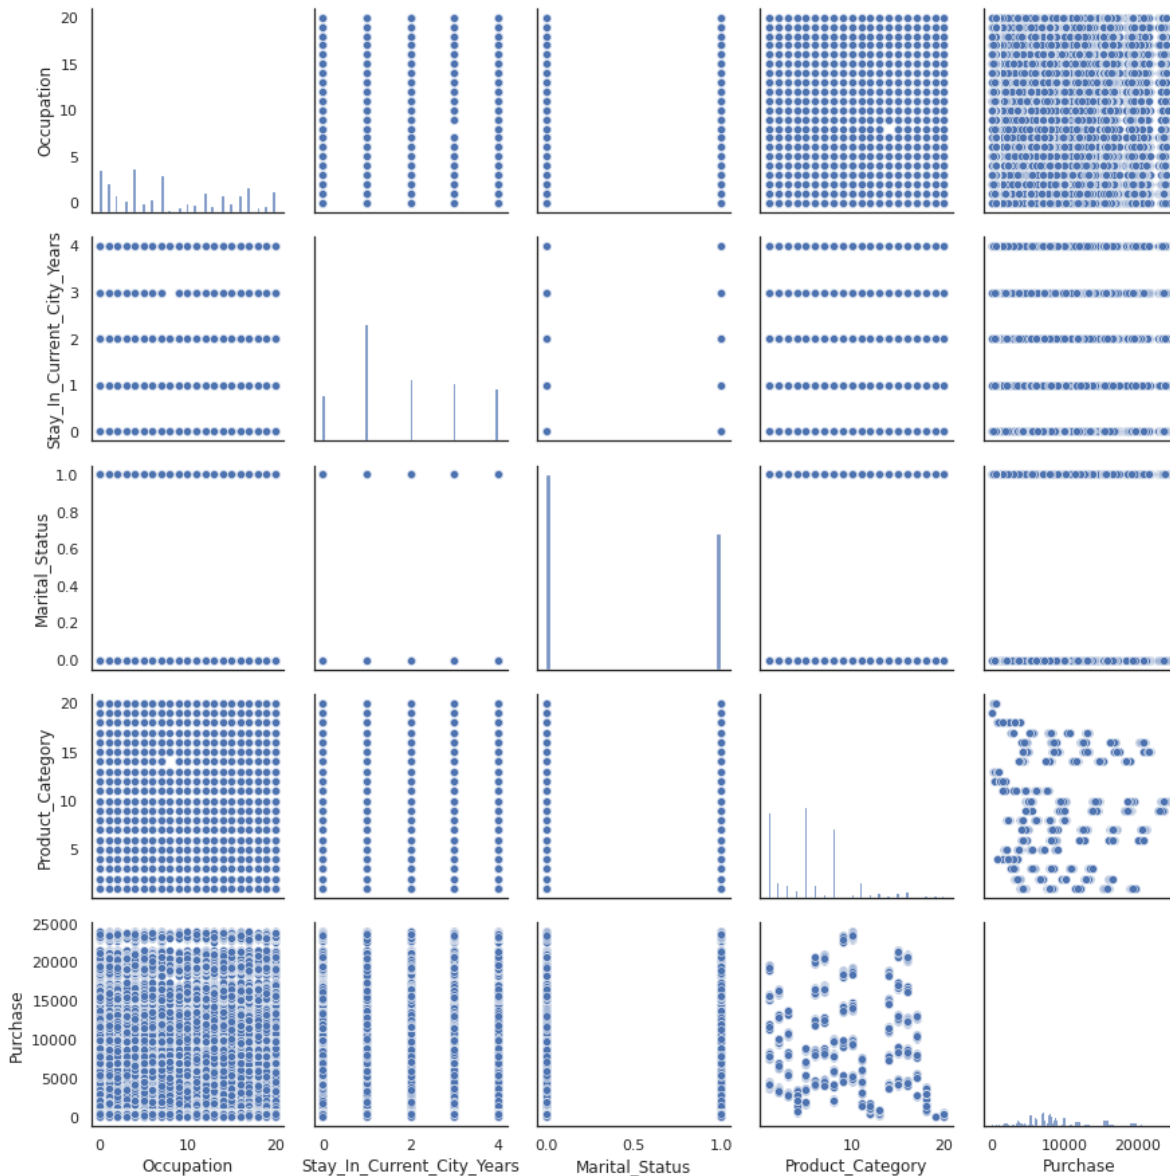 20
15
10
5
0
Occupation
4
3
2
1
0
Stay_In_Current_City_Years
1.0
0.8
0.6
0.4
0.2
0.0
Marital_Status
20
15
10
5
Product_Category
25000
20000
15000
10000
5000
0
Purchase
0 10 20
Occupation
0 2 4
Stay_In_Current_City_Years
0.0 0.5 1.0
Marital_Status
10 20
Product_Category
0 10000 20000
Purchase